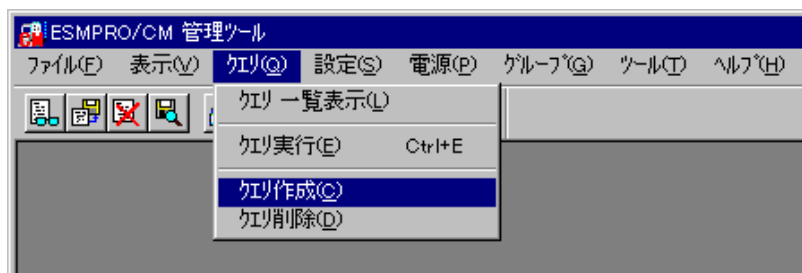 ESMPRO/CM 管理ﾂｰﾙ
ﾌｧｲﾙ(F) 表示(V) ｸｴﾘ(Q) 設定(S) 電源(P) ｸﾞﾙｰﾌﾟ(G) ﾂｰﾙ(T) ﾍﾙﾌﾟ(H)
ｸｴﾘ 一覧表示(L)
ｸｴﾘ実行(E) Ctrl+E
ｸｴﾘ作成(C)
ｸｴﾘ削除(D)